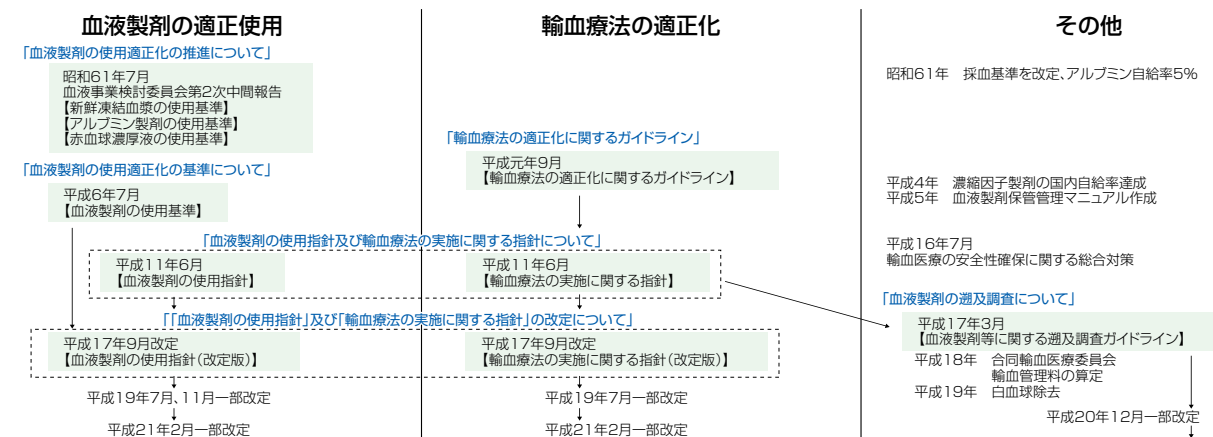 血液製剤の適正使用
「血液製剤の使用適正化の推進について」
昭和61年7月
血液事業検討委員会第2次中間報告
【新鮮凍結血漿の使用基準】
【アルブミン製剤の使用基準】
【赤血球濃厚液の使用基準】
「血液製剤の使用適正化の基準について」
平成6年7月
【血液製剤の使用基準】
輸血療法の適正化
「輸血療法の適正化に関するガイドライン」
平成元年9月
【輸血療法の適正化に関するガイドライン】
「血液製剤の使用指針及び輸血療法の実施に関する指針について」
平成11年6月
【血液製剤の使用指針】
平成11年6月
【輸血療法の実施に関する指針】
「「血液製剤の使用指針」及び「輸血療法の実施に関する指針」の改定について」
平成17年9月改定
【血液製剤の使用指針(改定版)】
平成17年9月改定
【輸血療法の実施に関する指針(改定版)】
平成19年7月、11月一部改定
平成21年2月一部改定
平成19年7月一部改定
平成21年2月一部改定
その他
昭和61年 採血基準を改定、アルブミン自給率5%
平成4年 濃縮因子製剤の国内自給率達成
平成5年 血液製剤保管管理マニュアル作成
平成16年7月
輸血医療の安全性確保に関する総合対策
「血液製剤の遡及調査について」
平成17年3月
【血液製剤等に関する遡及調査ガイドライン】
平成18年 合同輸血医療委員会
輸血管理料の算定
平成19年 白血球除去
平成20年12月一部改定